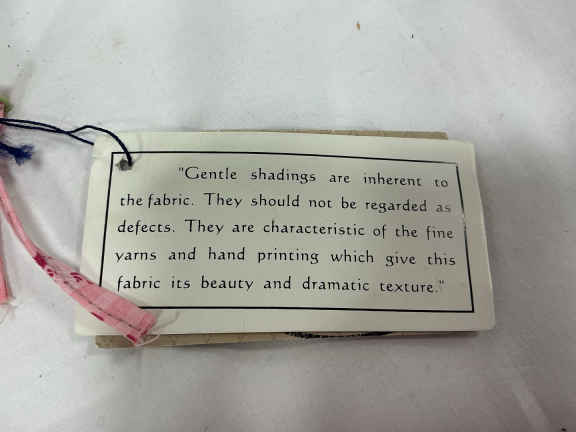 "Gentle shadings are inherent to
the fabric. They should not be regarded as
defects. They are characteristic of the fine
yarns and hand printing which give this
fabric its beauty and dramatic texture."